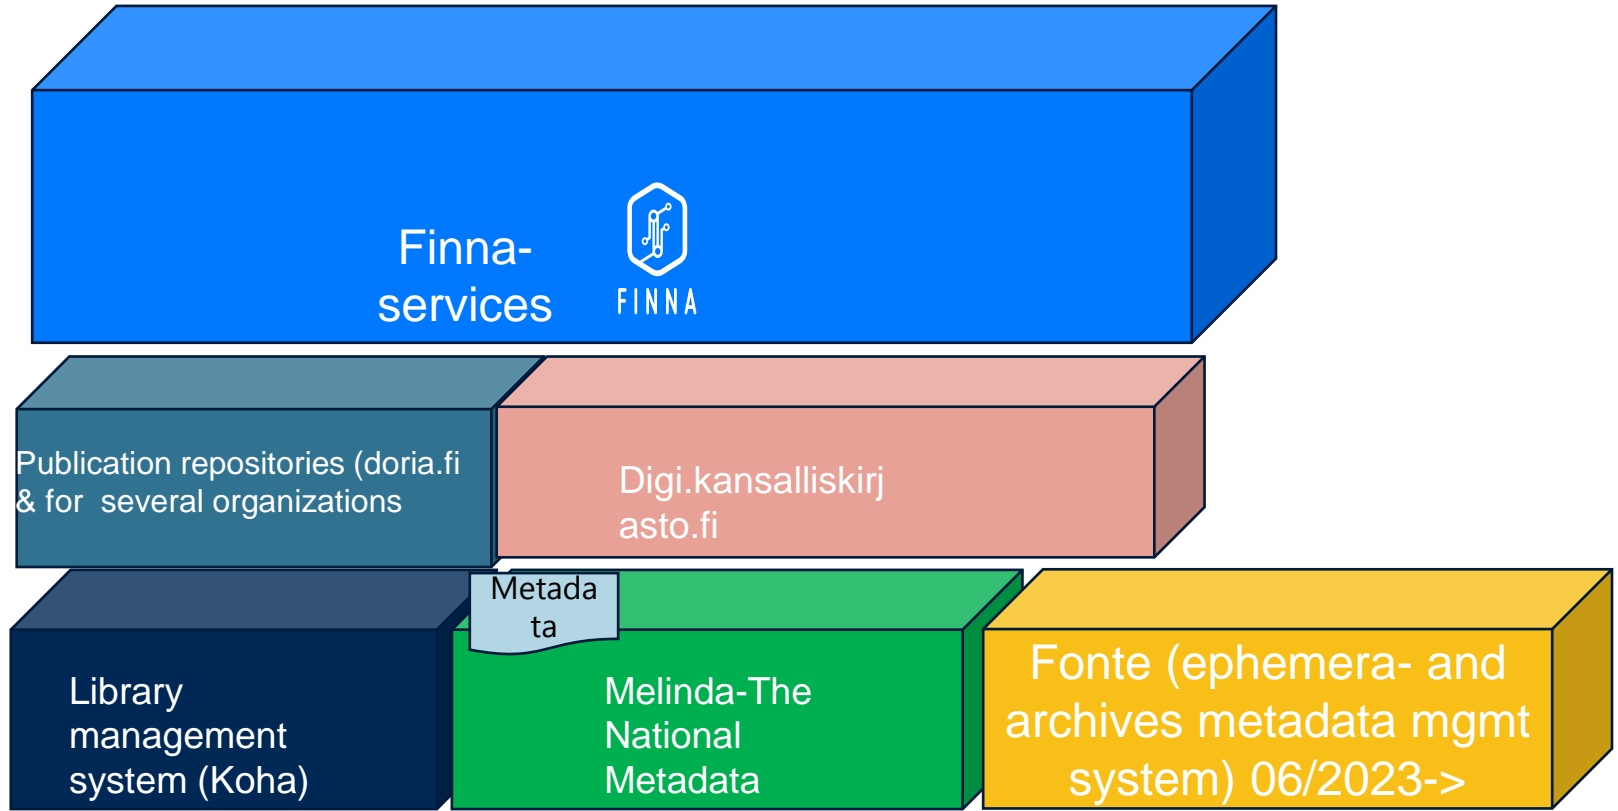 Finna-
services
FINNA
Publication repositories (doria.fi
& for several organizations
Digi.kansalliskirj
asto.fi
Metada
ta
Library
management
system (Koha)
Melinda-The
National
Metadata
Fonte (ephemera- and
archives metadata mgmt
system) 06/2023->